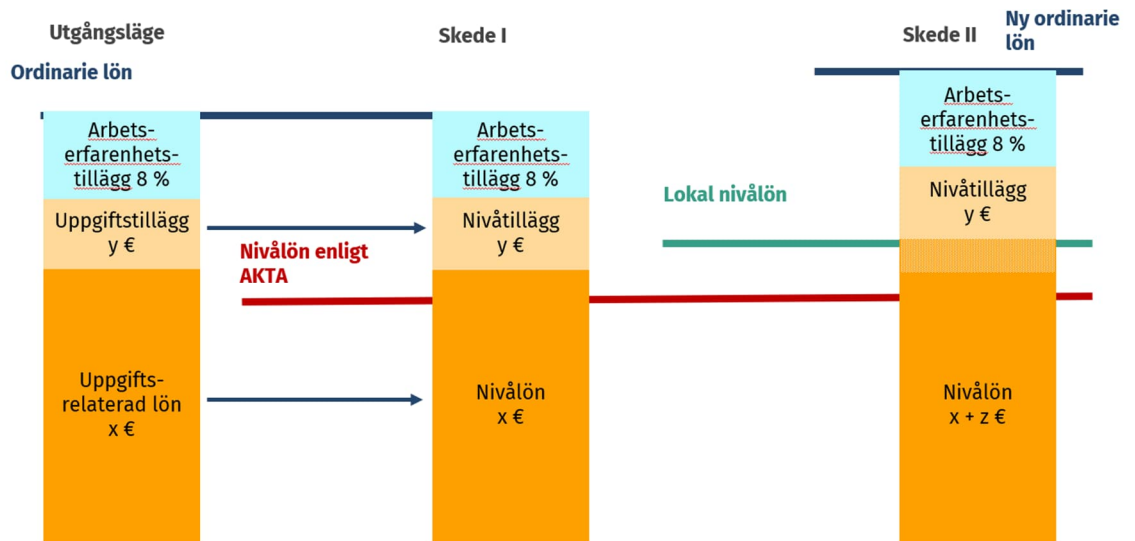 Utgångsläge
Skede I
Skede II
Ny ordinarie
lön
Ordinarie lön
Arbets-
erfarenhets-
tillägg 8 %
Uppgiftstillägg
y €
Uppgifts-
relaterad lön
x €
Nivålön enligt
AKTA
Arbets-
erfarenhets-
tillägg 8 %
Nivåtillägg
y €
Nivålön
x €
Lokal nivålön
Arbets-
erfarenhets-
tillägg 8 %
Nivåtillägg
y €
Nivålön
x + z €